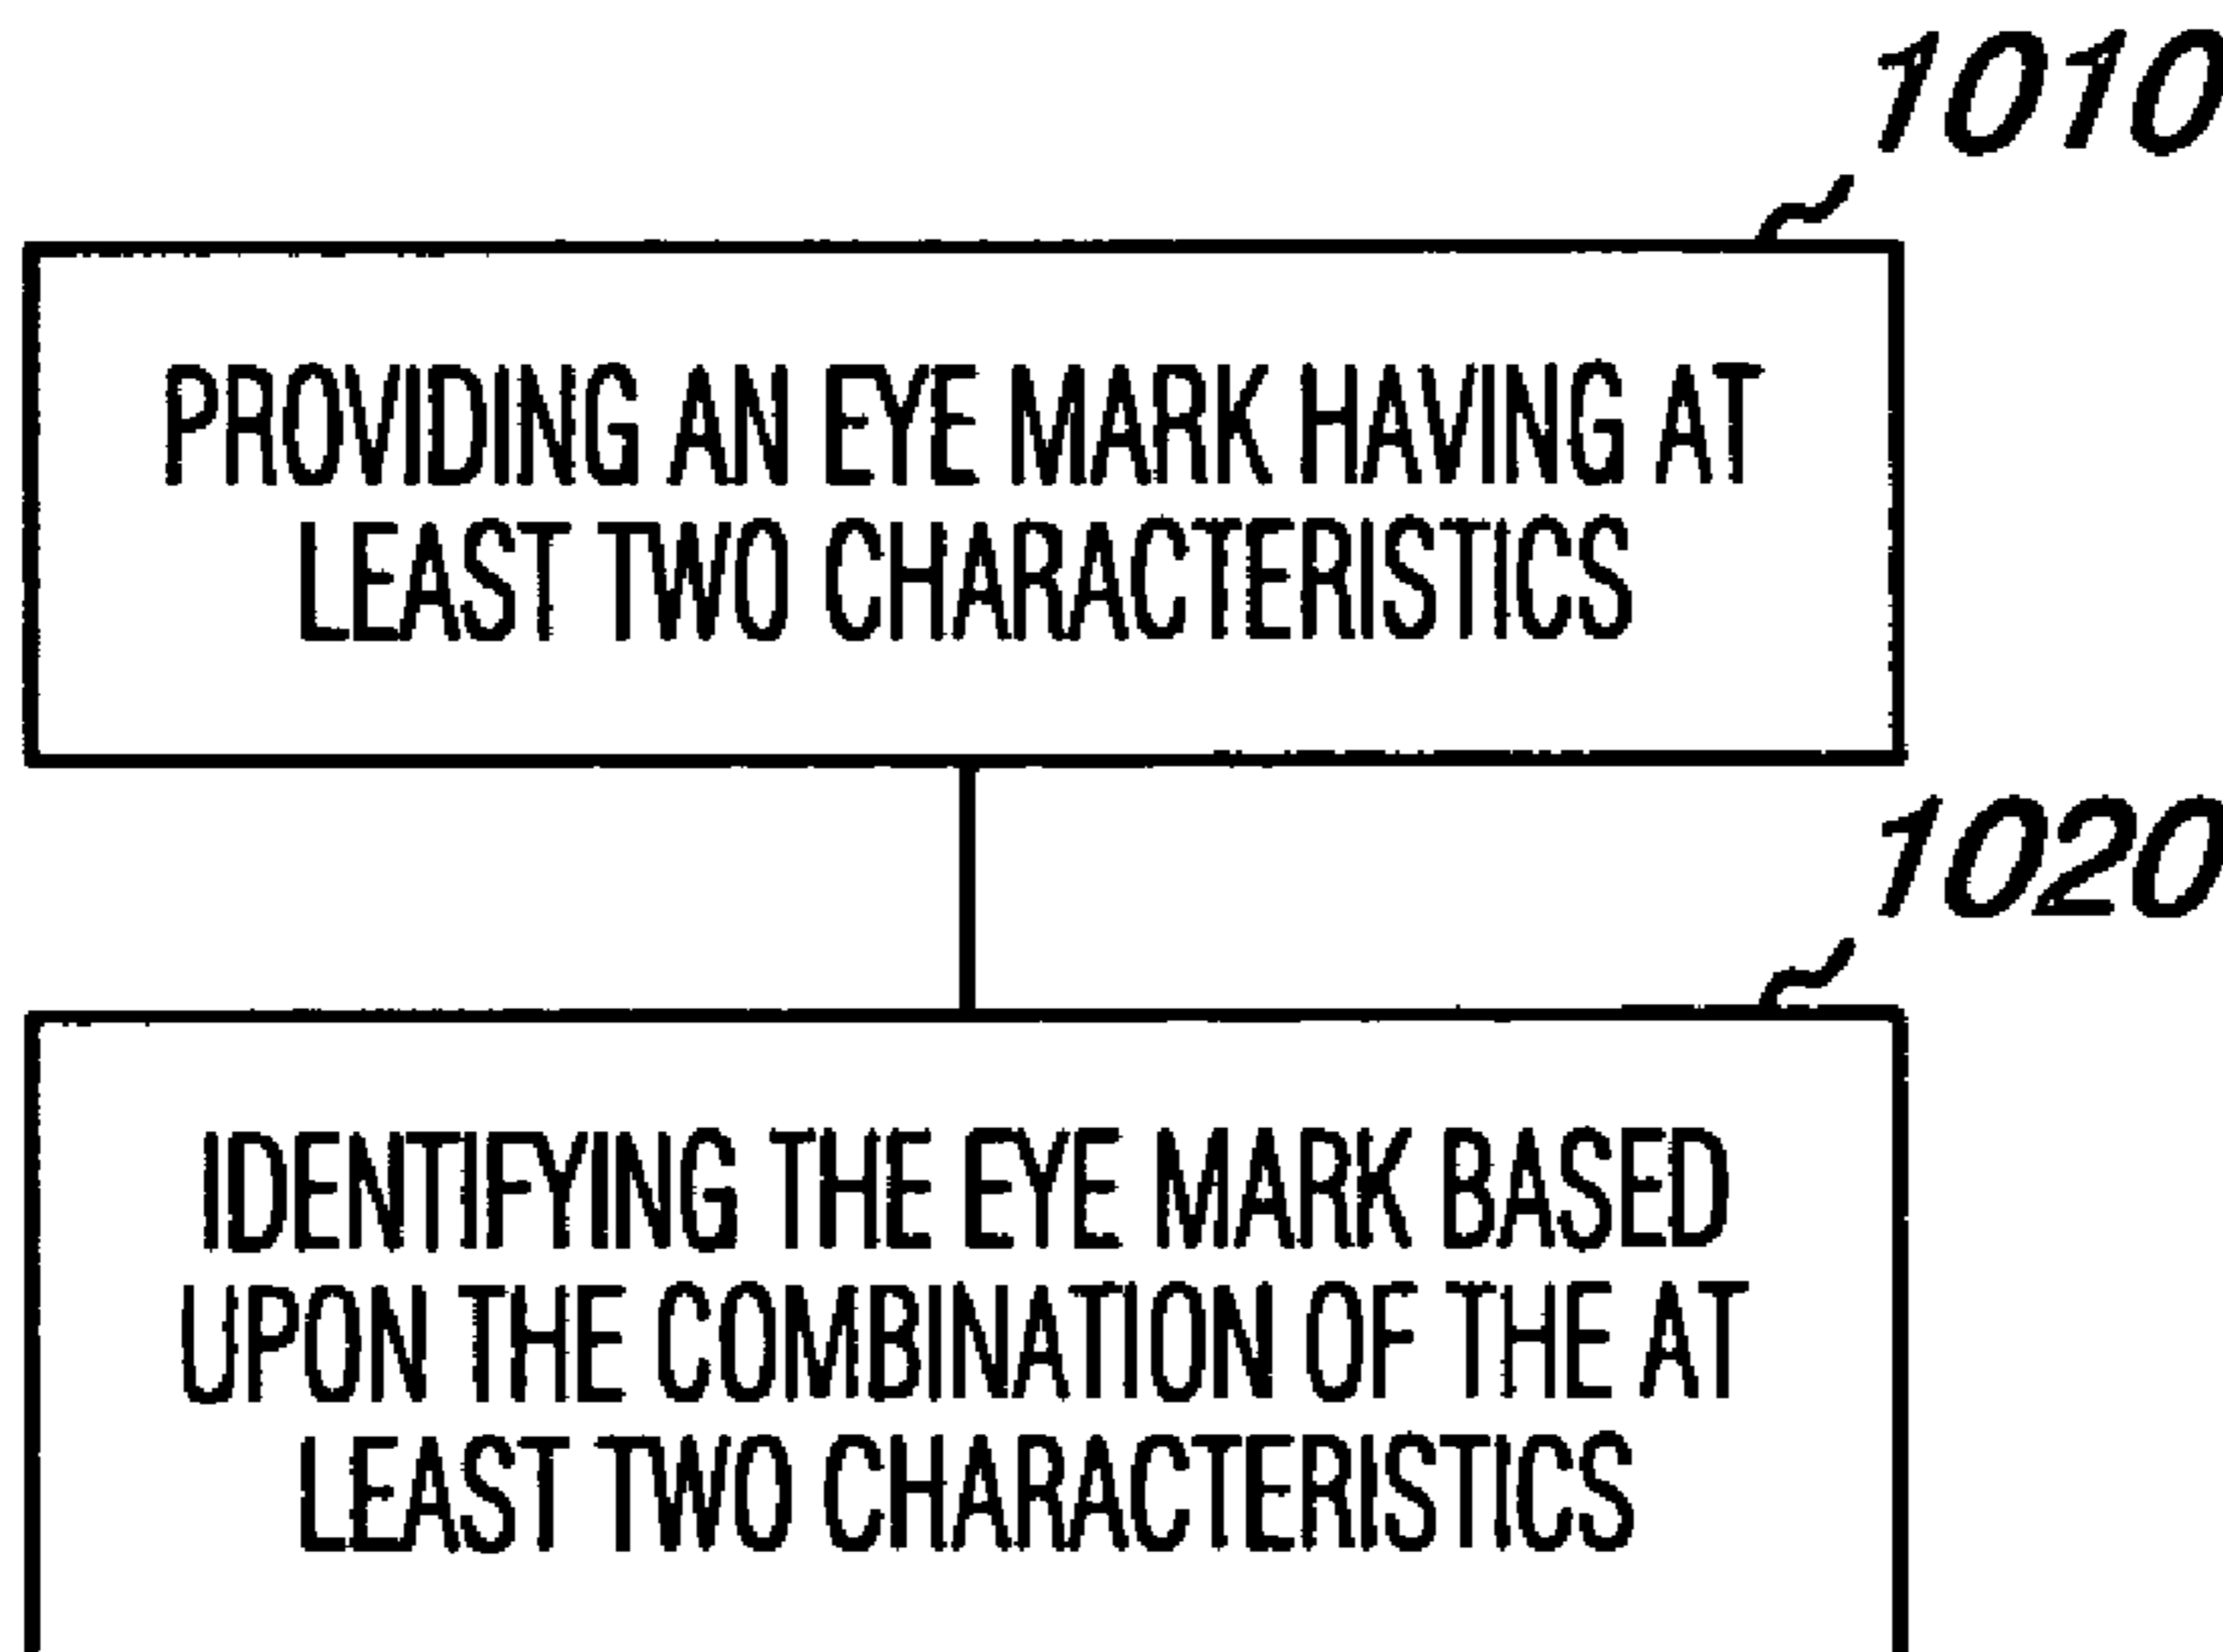 1010
PROVIDING AN EYE MARK HAVING AT
LEAST TWO CHARACTERISTICS
1020
IDENTIFYING THE EYE MARK BASED
UPON THE COMBINATION OF THE AT
LEAST TWO CHARACTERISTICS